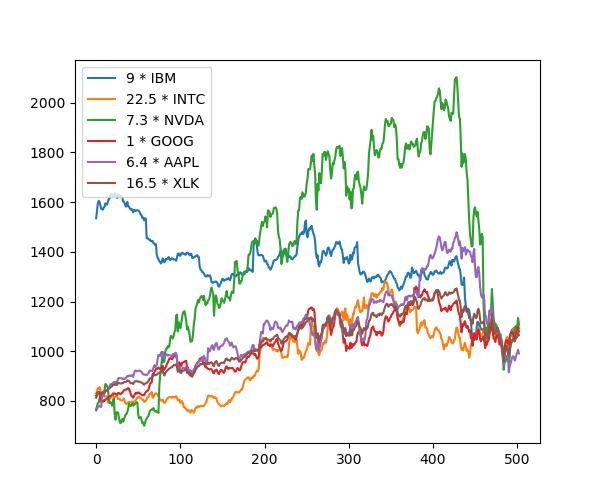 9 * IBM
22.5 * INTC
7.3 * NVDA
1 * GOOG
6.4 * AAPL
16.5 * XLK
2000
1800
1600
1400
1200
1000
800
0 100 200 300 400 500